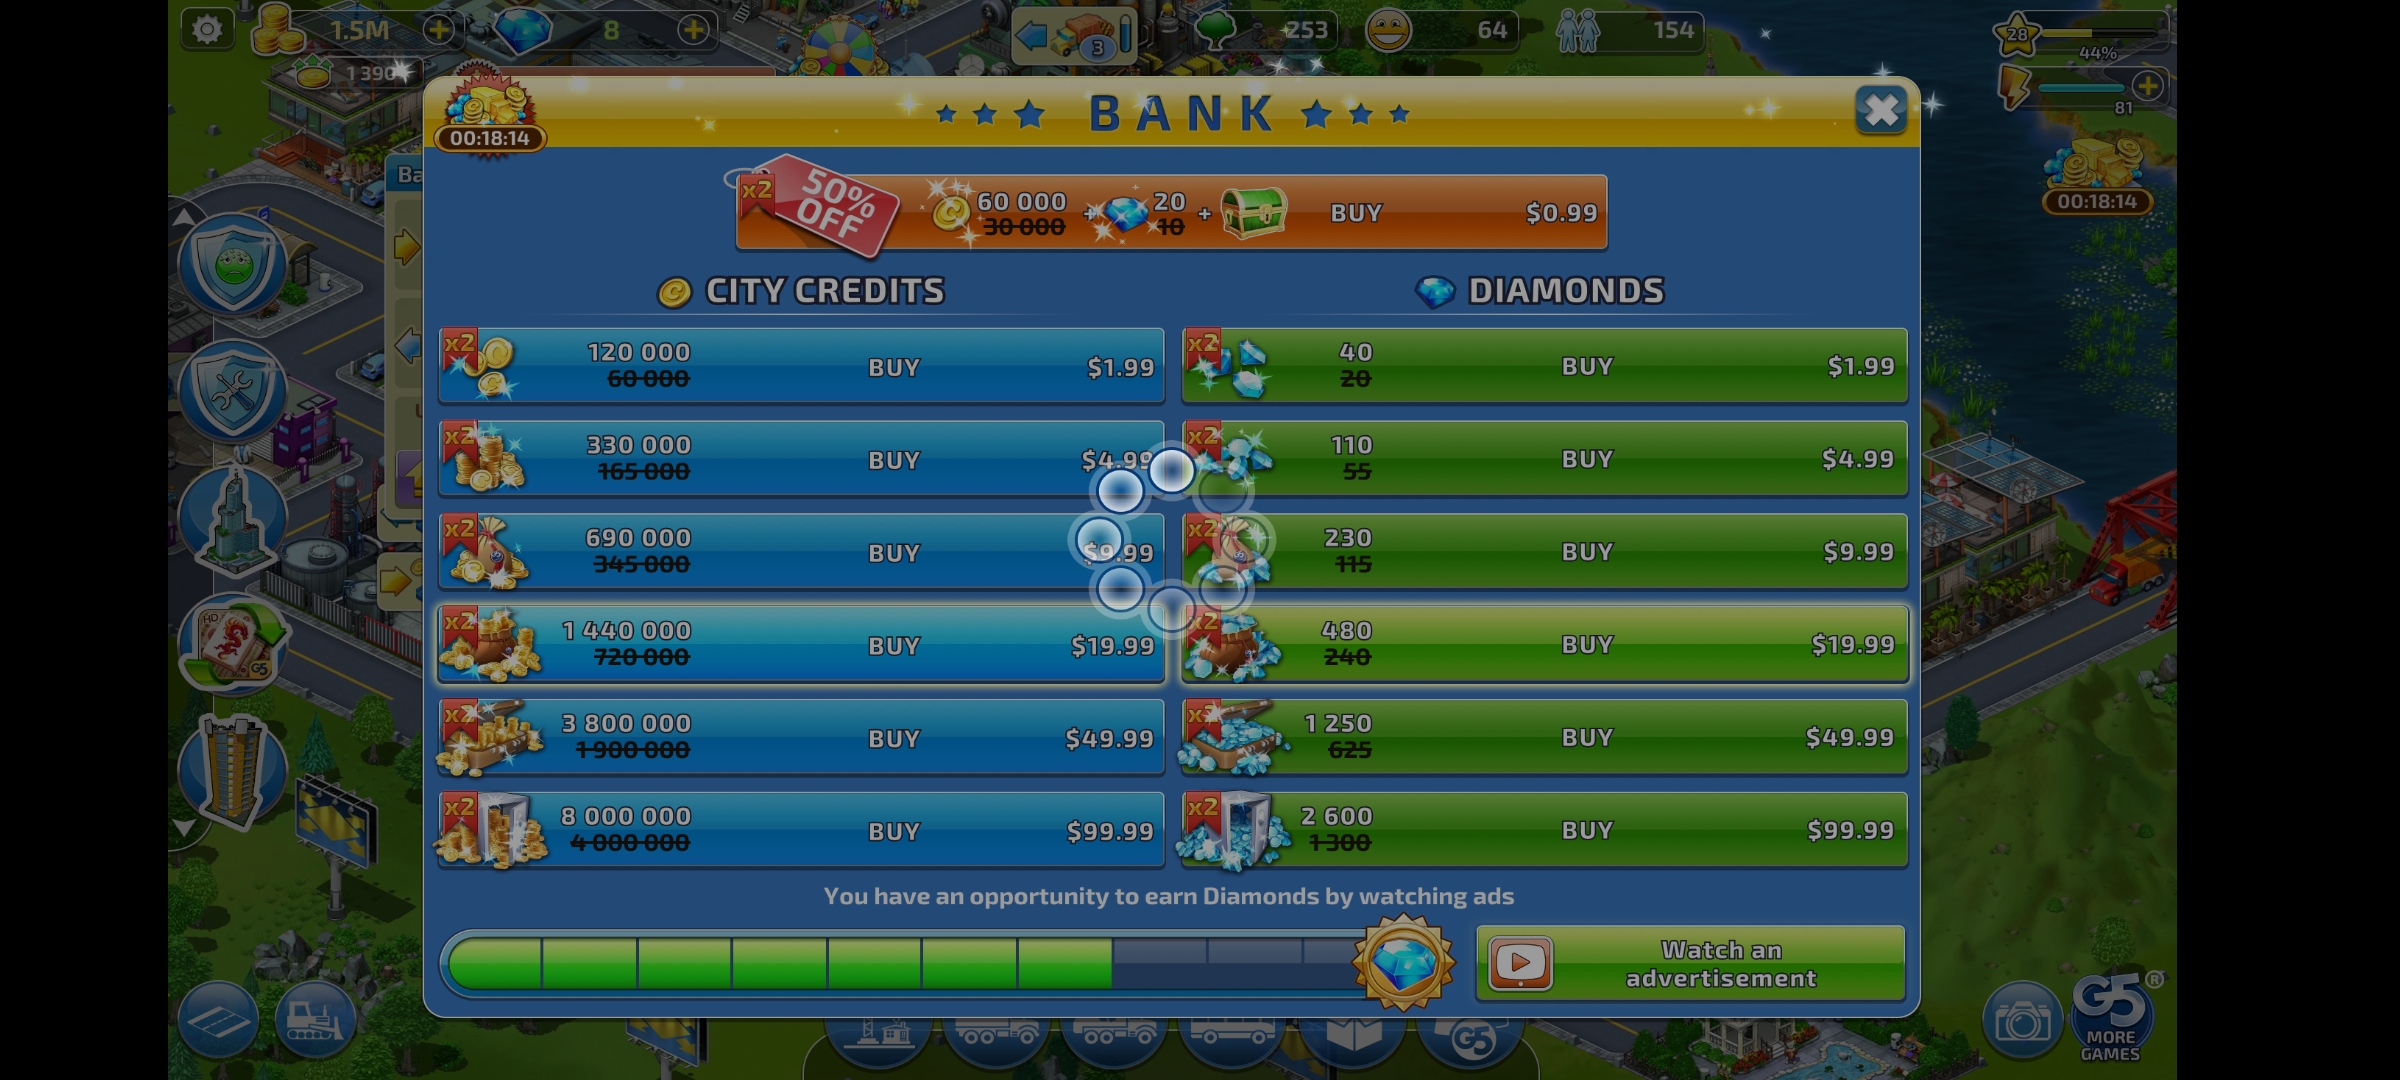 1.5M
8
3
253
64
154
28
44%
1 390
81
00:18:14
BANK
00:18:14
x2
50%
OFF
60 000
30 000
+
20
10
+
BUY
$0.99
CITY CREDITS
DIAMONDS
x2
120 000
60 000
BUY
$1.99
x2
40
20
BUY
$1.99
x2
330 000
165 000
BUY
$4.99
x2
110
55
BUY
$4.99
x2
690 000
345 000
BUY
$9.99
x2
230
115
BUY
$9.99
x2
1 440 000
720 000
BUY
$19.99
x2
480
240
BUY
$19.99
x2
3 800 000
1 900 000
BUY
$49.99
x2
1 250
625
BUY
$49.99
x2
8 000 000
4 000 000
BUY
$99.99
x2
2 600
1 300
BUY
$99.99
You have an opportunity to earn Diamonds by watching ads
Watch an
advertisement
Ba
HD
G5
G5
G5®
MORE
GAMES